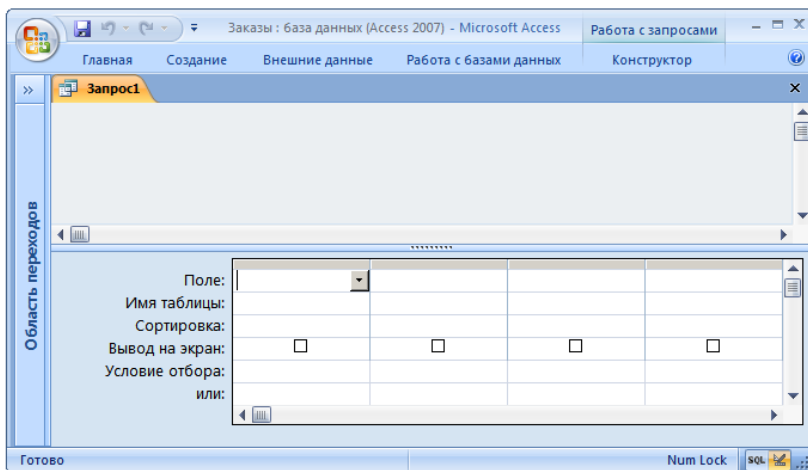 Заказы : база данных (Access 2007) - Microsoft Access
Работа с запросами
Главная Создание Внешние данные Работа с базами данных Конструктор
Запрос1
Область переходов
Поле:
Имя таблицы:
Сортировка:
Вывод на экран:
Условие отбора:
или:
Готово Num Lock SQL